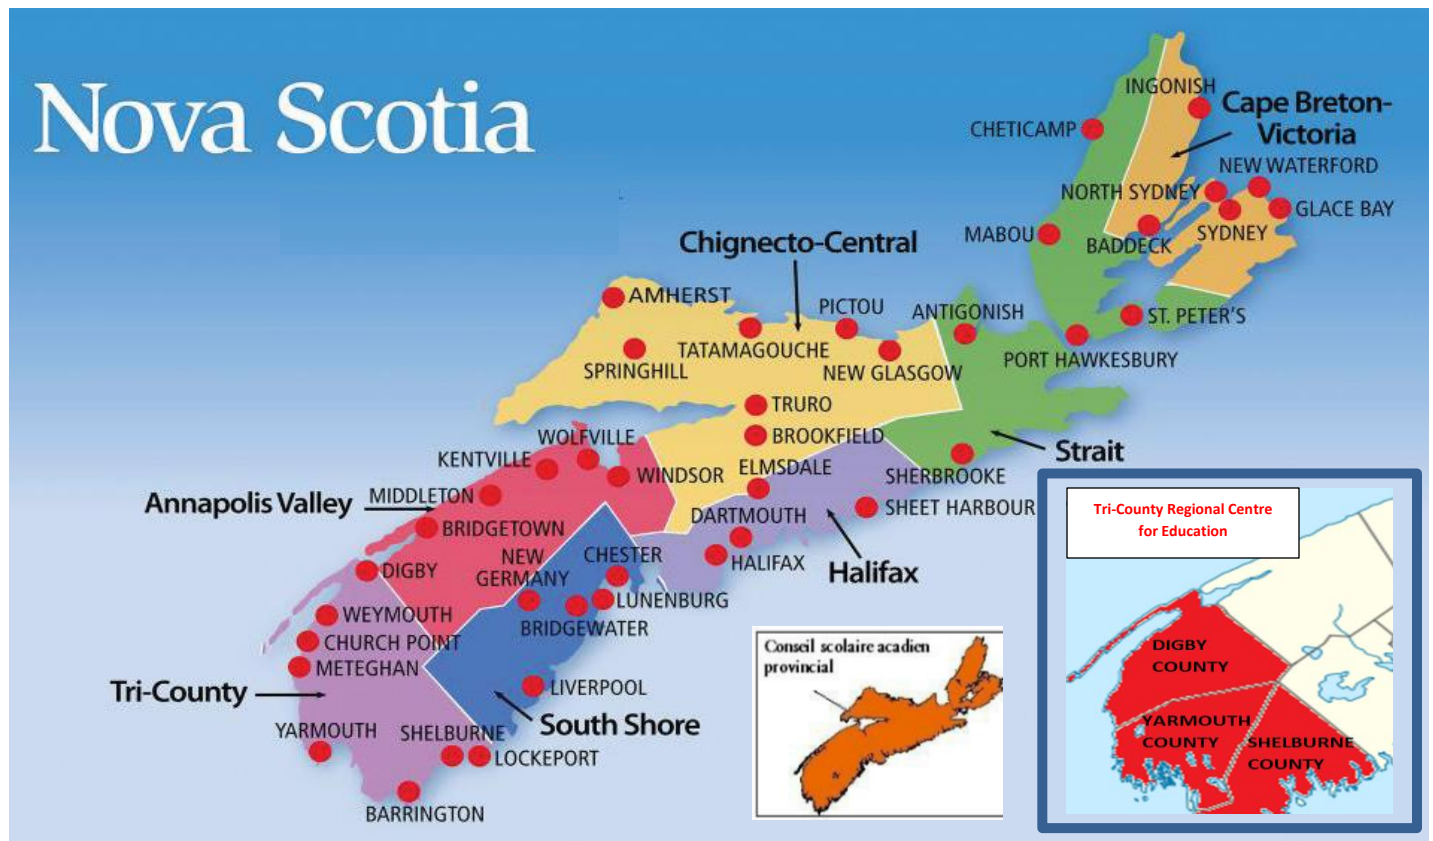 Nova Scotia
INGONISH
Cape Breton-
Victoria
CHETICAMP
NEW WATERFORD
NORTH SYDNEY
GLACE BAY
MABOU
BADDECK
SYDNEY
Chignecto-Central
AMHERST
PICTOU
ANTIGONISH
ST. PETER'S
TATAMAGOUCHE
SPRINGHILL
NEW GLASGOW
PORT HAWKESBURY
TRURO
BROOKFIELD
WOLFVILLE
KENTVILLE
WINDSOR
ELMSDALE
Strait
SHERBROOKE
Annapolis Valley
MIDDLETON
DARTMOUTH
SHEET HARBOUR
BRIDGETOWN
NEW
GERMANY
CHESTER
HALIFAX
Halifax
DIGBY
LUNENBURG
WEYMOUTH
BRIDGEWATER
CHURCH POINT
METEGHAN
Tri-County
LIVERPOOL
South Shore
YARMOUTH
SHELBURNE
LOCKEPORT
BARRINGTON
Conseil scolaire acadien
provincial
Tri-County Regional Centre
for Education
DIGBY
COUNTY
YARMOUTH
COUNTY
SHELBURNE
COUNTY